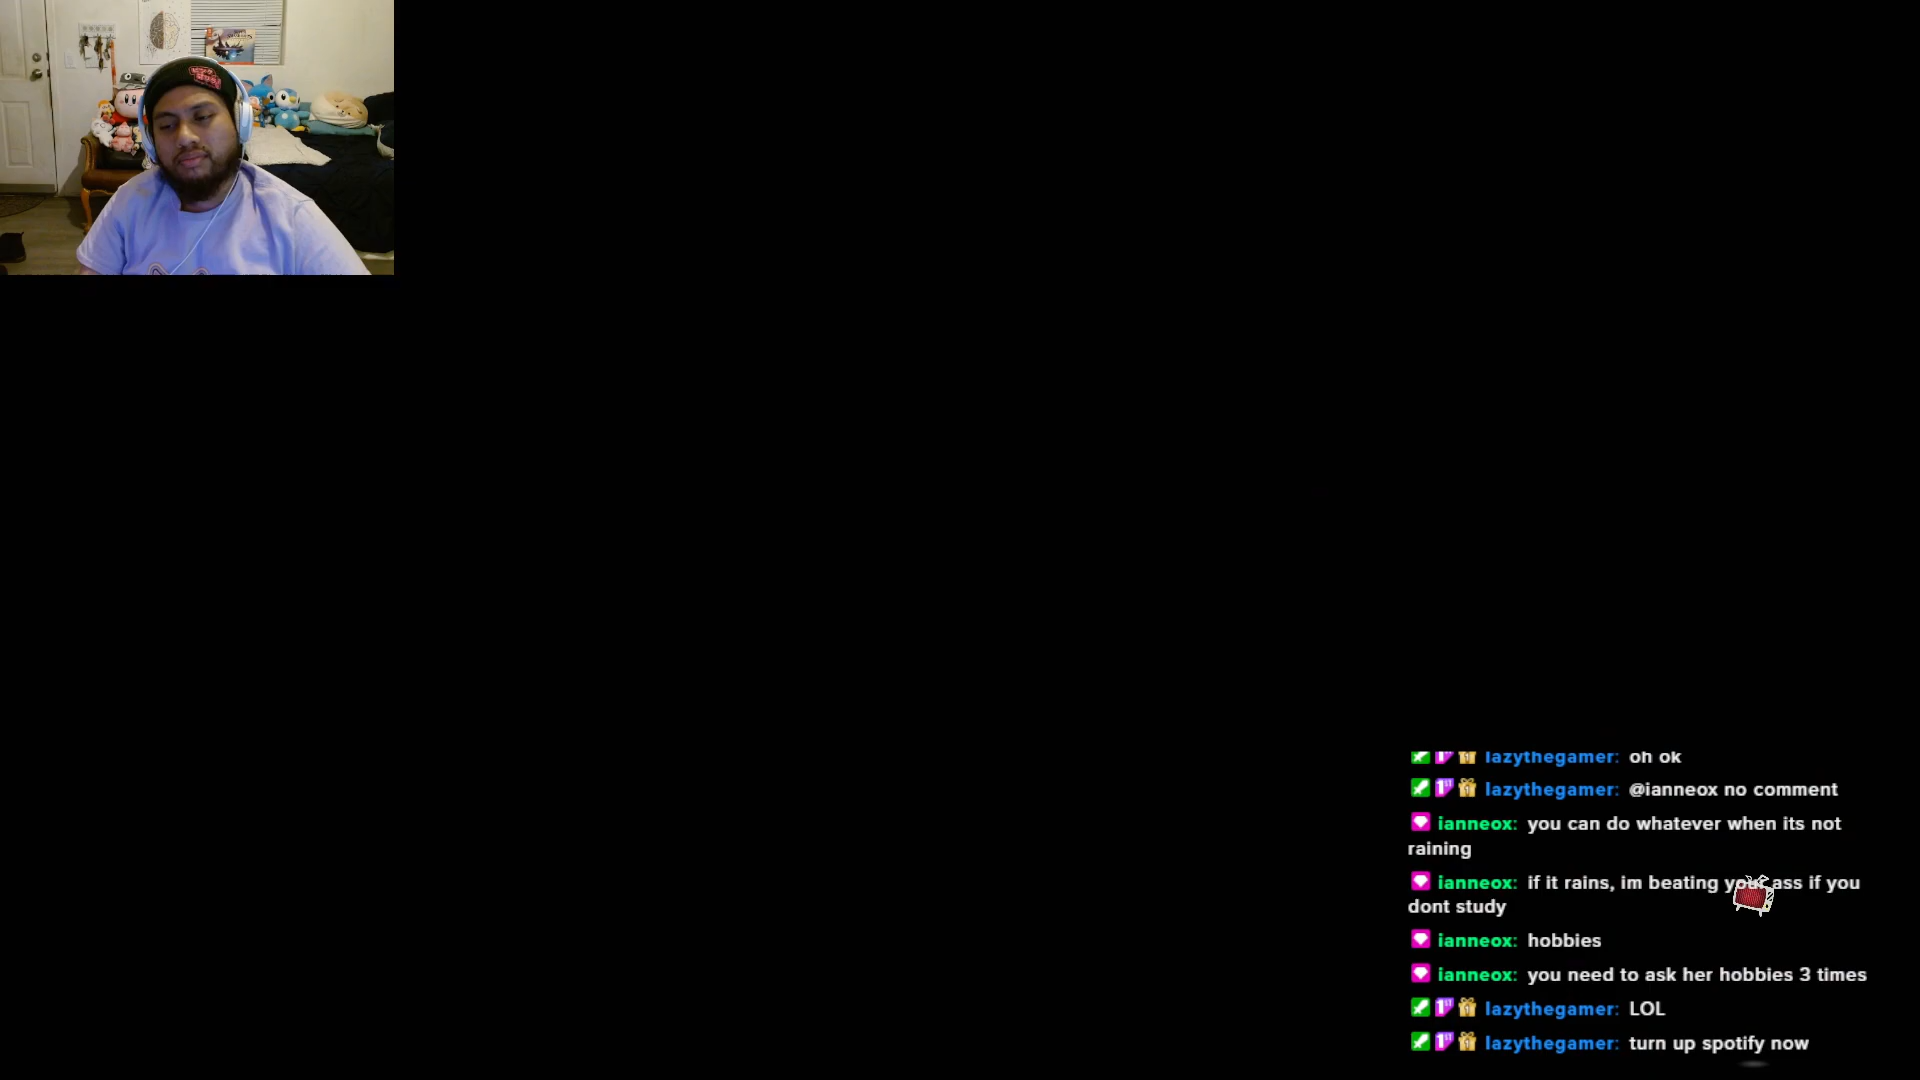 lazythegamer: oh ok
lazythegamer: @ianneox no comment
ianneox: you can do whatever when its not
raining
ianneox: if it rains, im beating your ass if you
dont study
ianneox: hobbies
ianneox: you need to ask her hobbies 3 times
lazythegamer: LOL
lazythegamer: turn up spotify now